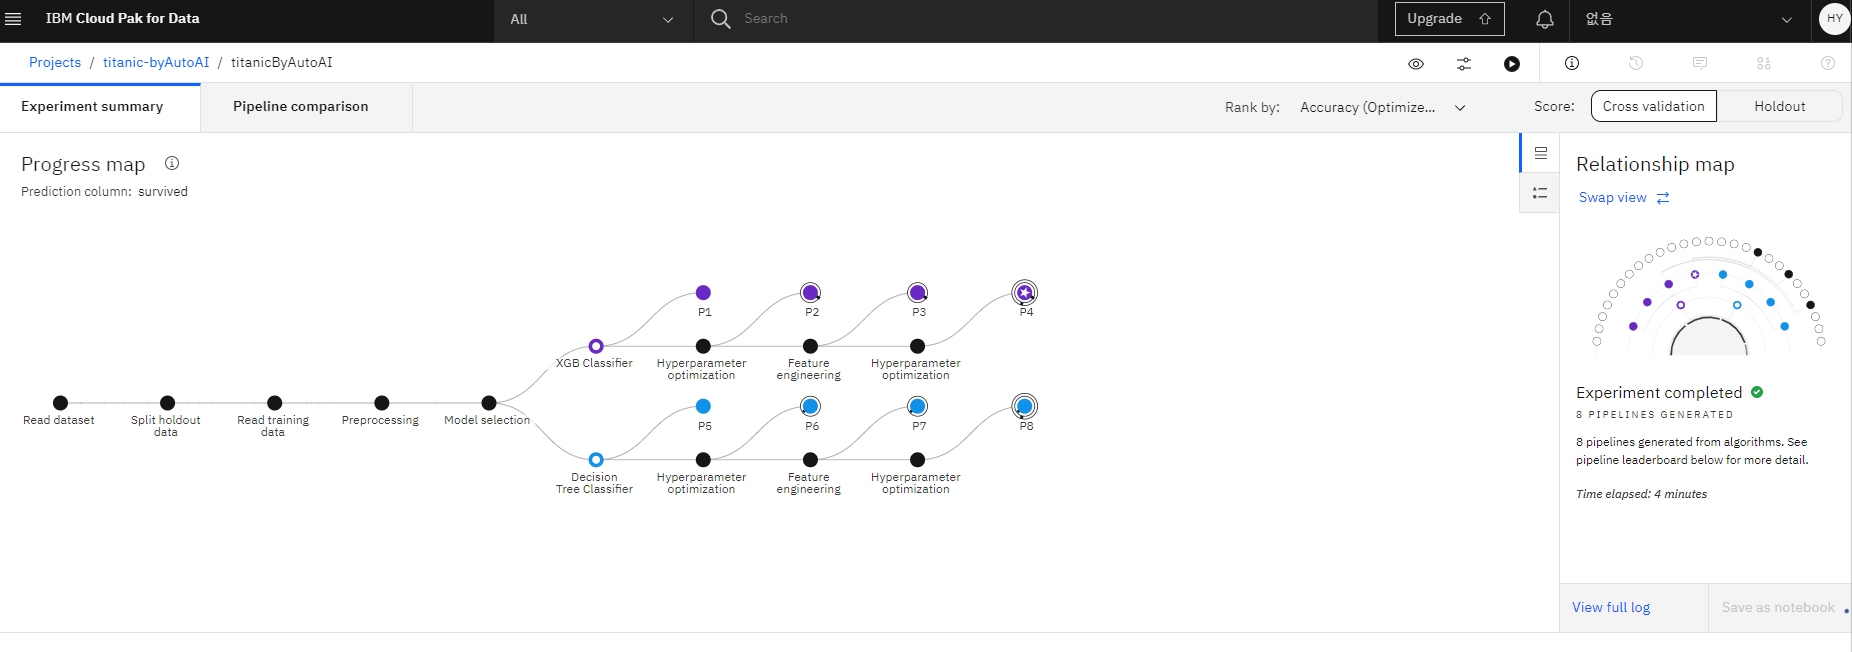 IBM Cloud Pak for Data
All
Search
Upgrade
없음
HY
Projects / titanic-byAutoAI / titanicByAutoAI
Experiment summary
Pipeline comparison
Rank by: Accuracy (Optimize...
Score: Cross validation Holdout
Progress map
Prediction column: survived
P1
P2
P3
P4
XGB Classifier
Hyperparameter
optimization
Feature
engineering
Hyperparameter
optimization
Read dataset
Split holdout
data
Read training
data
Preprocessing
Model selection
P5
P6
P7
P8
Decision
Tree Classifier
Hyperparameter
optimization
Feature
engineering
Hyperparameter
optimization
Relationship map
Swap view
Experiment completed
8 PIPELINES GENERATED
8 pipelines generated from algorithms. See
pipeline leaderboard below for more detail.
Time elapsed: 4 minutes
View full log
Save as notebook